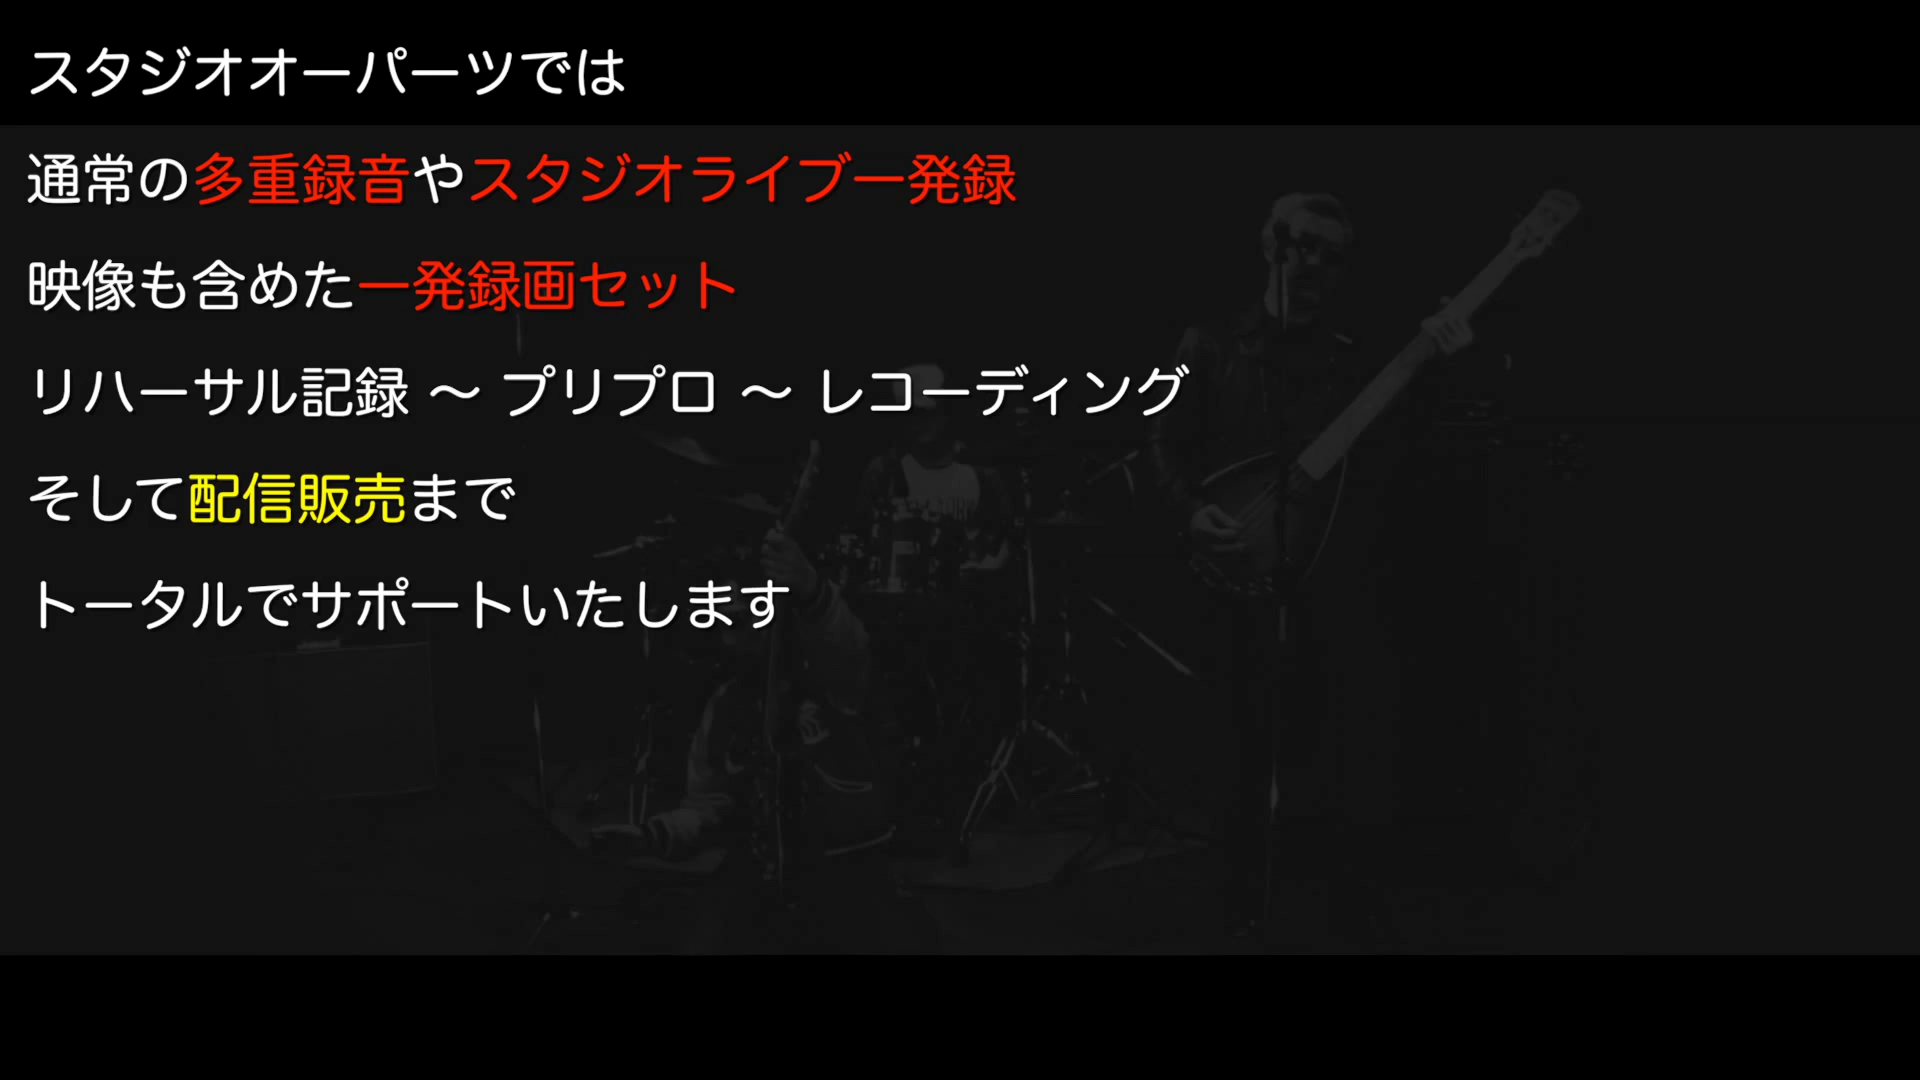 スタジオオーパーツでは
通常の多重録音やスタジオライブ一発録
映像も含めた一発録画セット
リハーサル記録 ～ プリプロ ～ レコーディング
そして配信販売まで
トータルでサポートいたします